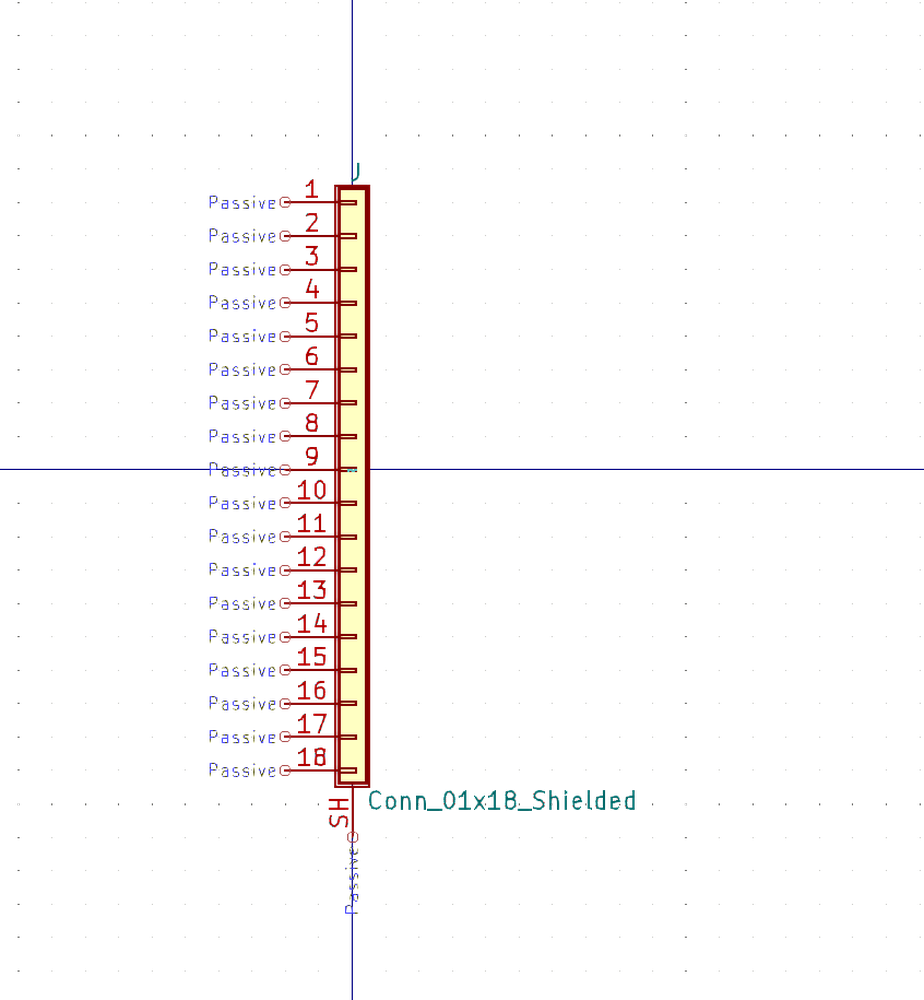 J
Passive 1
Passive 2
Passive 3
Passive 4
Passive 5
Passive 6
Passive 7
Passive 8
Passive 9
Passive 10
Passive 11
Passive 12
Passive 13
Passive 14
Passive 15
Passive 16
Passive 17
Passive 18
Conn_01x18_Shielded
SH
Passive